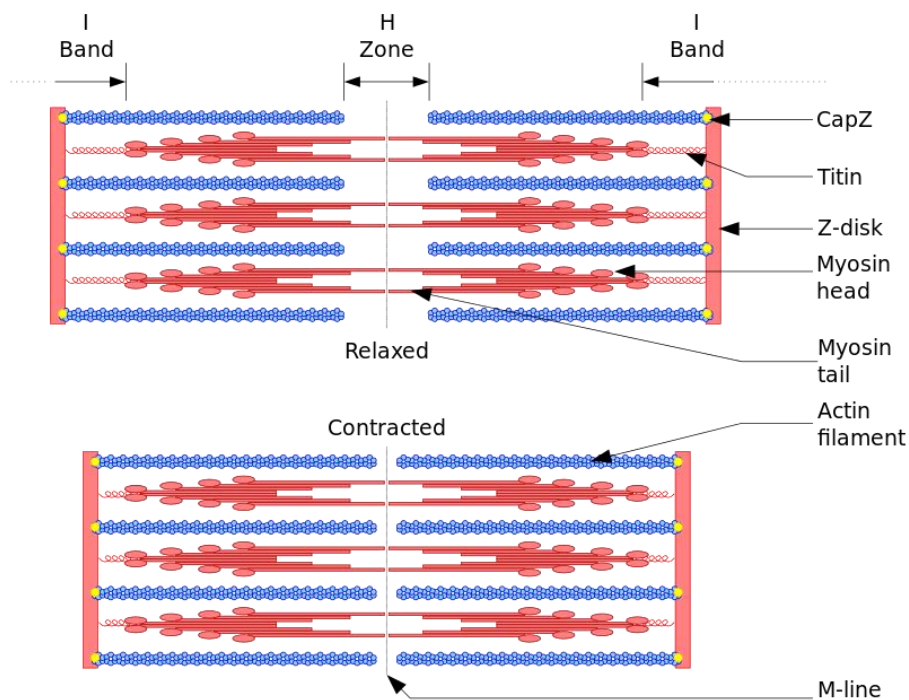 I
Band
H
Zone
I
Band
CapZ
Titin
Z-disk
Myosin
head
Relaxed
Myosin
tail
Contracted
Actin
filament
M-line